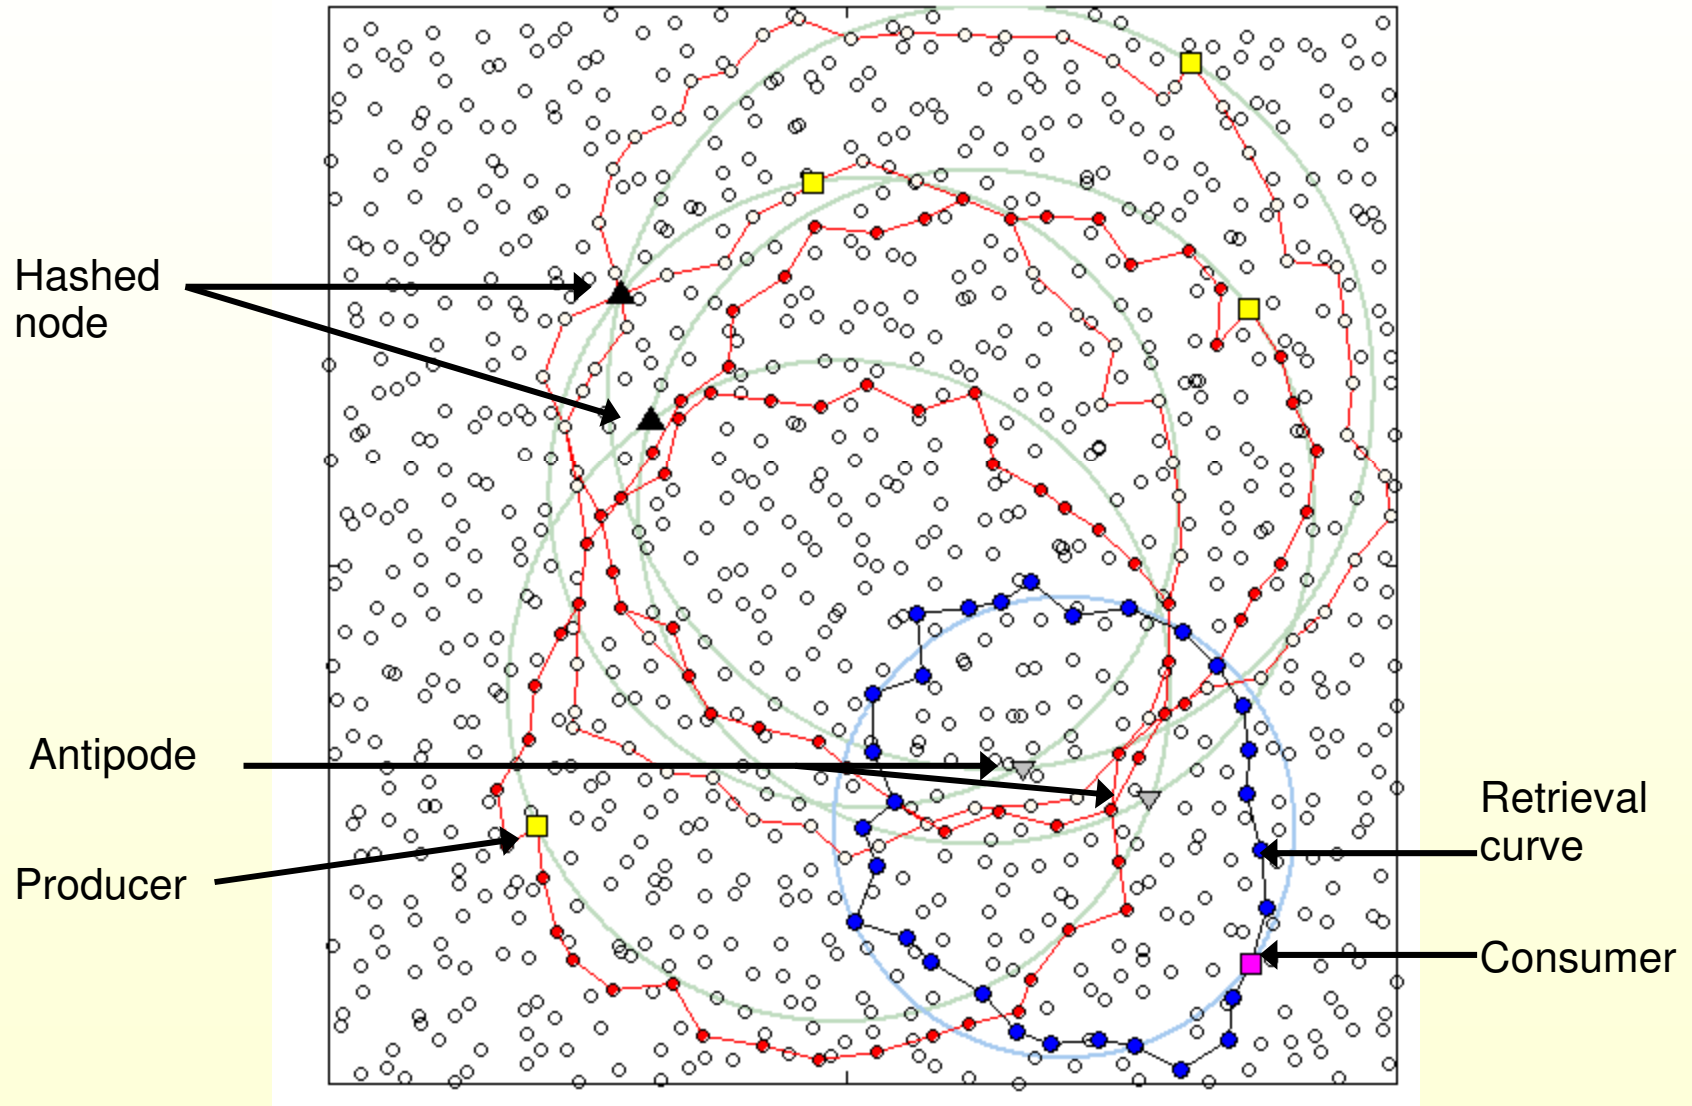 Hashed
node
Antipode
Producer
Retrieval
curve
Consumer